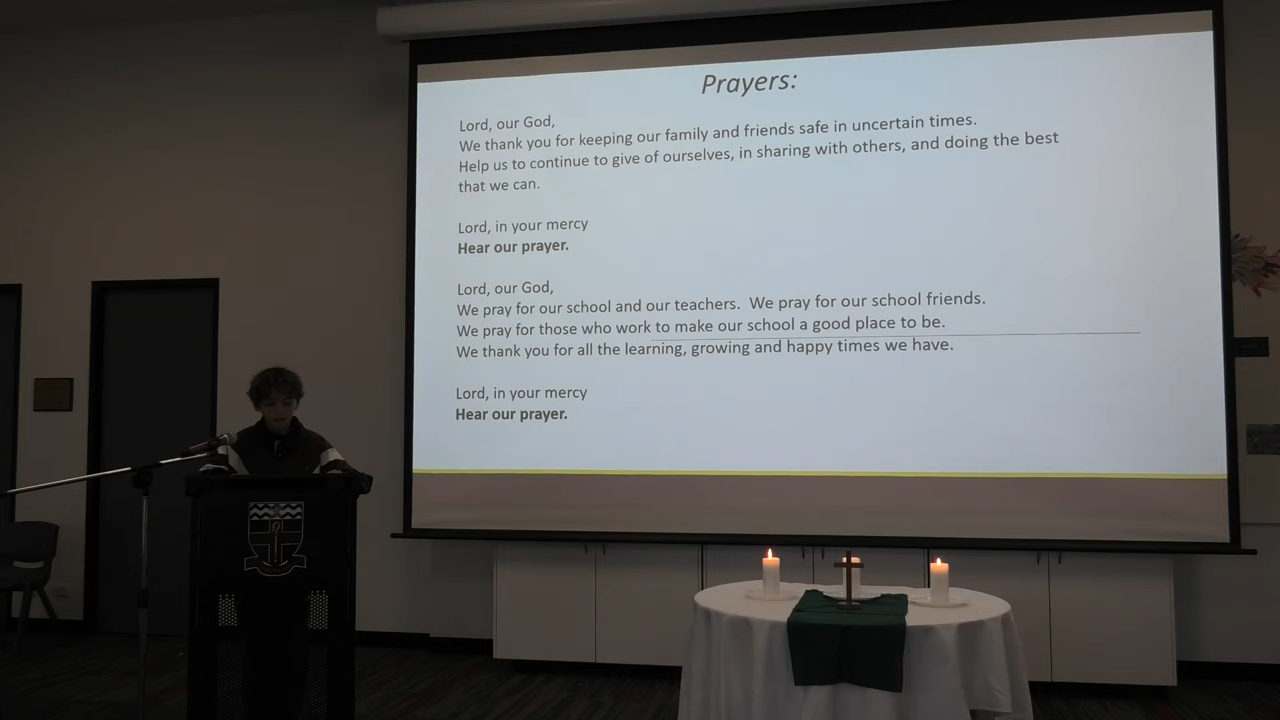 Prayers:
Lord, our God,
We thank you for keeping our family and friends safe in uncertain times.
Help us to continue to give of ourselves, in sharing with others, and doing the best
that we can.
Lord, in your mercy
Hear our prayer.
Lord, our God,
We pray for our school and our teachers.  We pray for our school friends.
We pray for those who work to make our school a good place to be.
We thank you for all the learning, growing and happy times we have.
Lord, in your mercy
Hear our prayer.